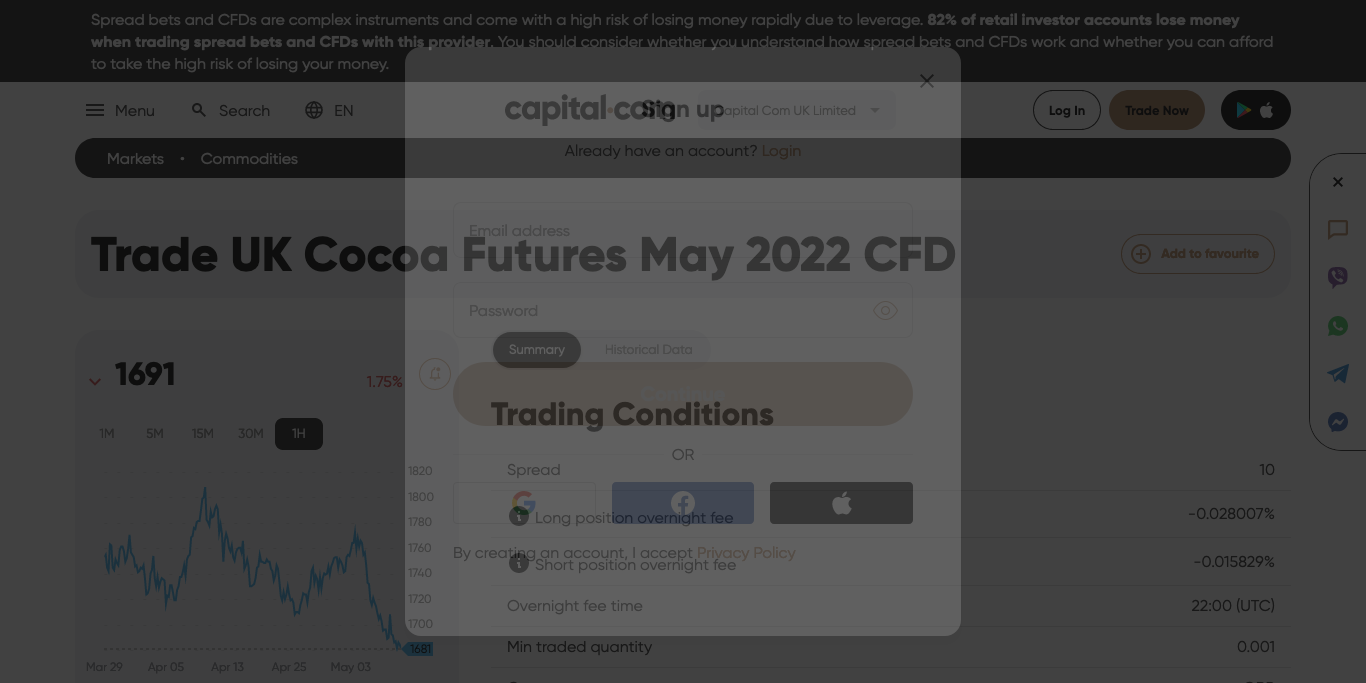 Spread bets and CFDs are complex instruments and come with a high risk of losing money rapidly due to leverage. 82% of retail investor accounts lose money
when trading spread bets and CFDs with this provider. You should consider whether you understand how spread bets and CFDs work and whether you can afford
to take the high risk of losing your money.
Menu Search EN
capital.com
Capital Com UK Limited
Log In Trade Now
Sign up
Already have an account? Login
Markets • Commodities
Email address
Trade UK Cocoa Futures May 2022 CFD
Add to favourite
Password
Summary Historical Data
1691
1.75%
Trading Conditions
1M 5M 15M 30M 1H
OR
Spread 10
1820
1800
1780
1760
1740
1720
1700
1681
Long position overnight fee -0.028007%
By creating an account, I accept Privacy Policy
Short position overnight fee -0.015829%
Overnight fee time 22:00 (UTC)
Min traded quantity 0.001
Mar 29 Apr 05 Apr 13 Apr 25 May 03